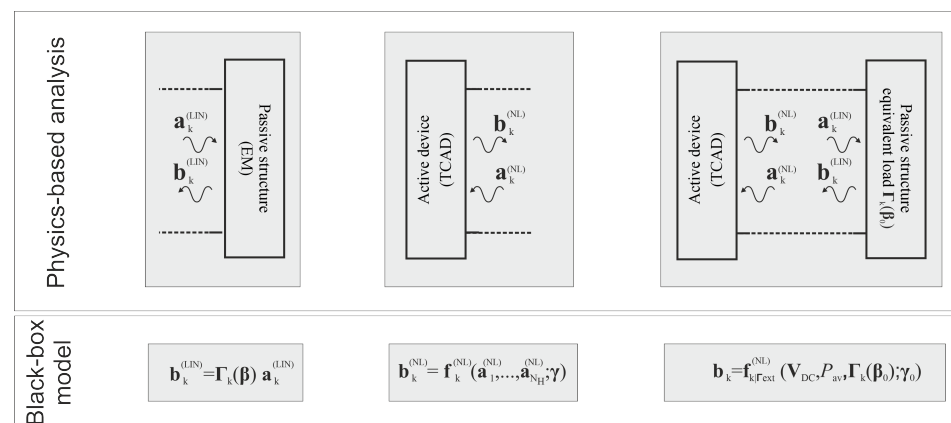 Physics-based analysis
a_k^(LIN)
b_k^(LIN)
Passive structure
(EM)
Active device
(TCAD)
b_k^(NL)
a_k^(NL)
Active device
(TCAD)
b_k^(NL)
a_k^(NL)
a_k^(LIN)
b_k^(LIN)
Passive structure
equivalent load Γ_k(β_0)
Black-box
model
b_k^(LIN)=Γ_k(β) a_k^(LIN)
b_k^(NL)= f_k^(NL)(a_1^(NL),...,a_N_H^(NL);γ)
b_k=f_k|Γext^(NL) (V_DC,P_av,Γ_k(β_0);γ_0)